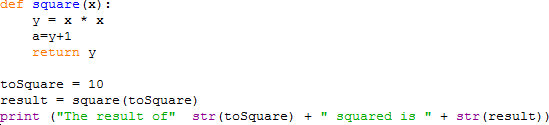 def square(x):
    y = x * x
    a=y+1
    return y

toSquare = 10
result = square(toSquare)
print ("The result of"  str(toSquare) + " squared is " + str(result))